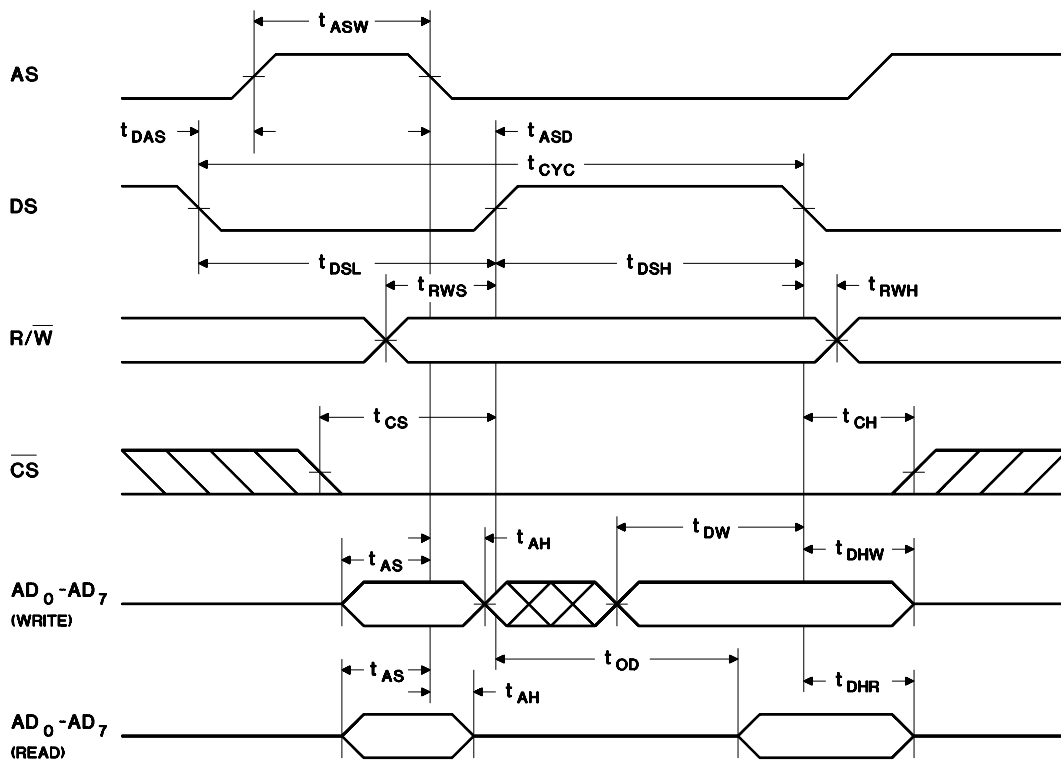 t ASW
AS
t DAS
t ASD
t CYC
DS
t DSL
t DSH
t RWS
t RWH
R/W̅
t CS
t CH
C̅S̅
t DW
t AH
t AS
t DHW
AD 0 -AD 7
(WRITE)
t OD
t AS
t DHR
t AH
AD 0 -AD 7
(READ)